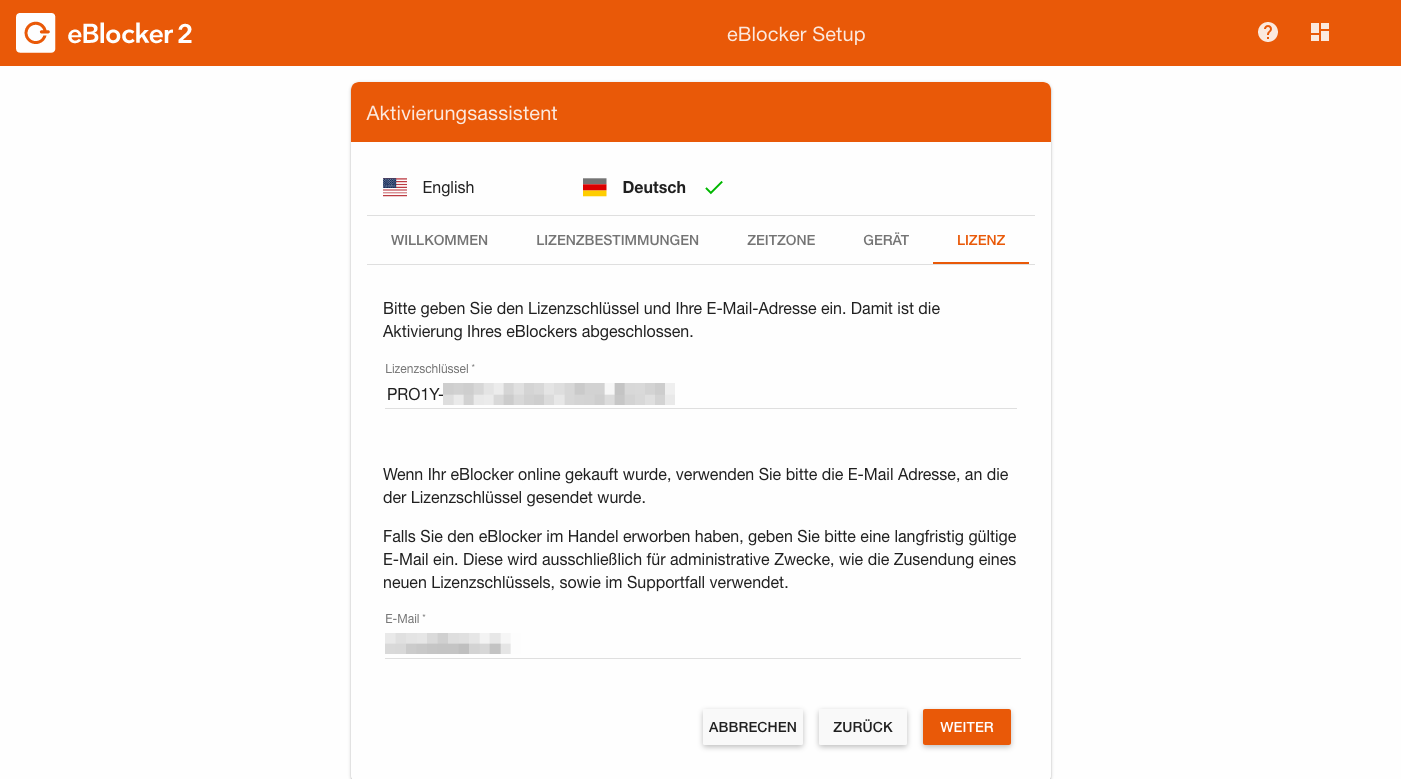 eBlocker 2
eBlocker Setup
Aktivierungsassistent
English
Deutsch
WILLKOMMEN
LIZENZBESTIMMUNGEN
ZEITZONE
GERÄT
LIZENZ
Bitte geben Sie den Lizenzschlüssel und Ihre E-Mail-Adresse ein. Damit ist die
Aktivierung Ihres eBlockers abgeschlossen.
Lizenzschlüssel *
PRO1Y-
Wenn Ihr eBlocker online gekauft wurde, verwenden Sie bitte die E-Mail Adresse, an die
der Lizenzschlüssel gesendet wurde.
Falls Sie den eBlocker im Handel erworben haben, geben Sie bitte eine langfristig gültige
E-Mail ein. Diese wird ausschließlich für administrative Zwecke, wie die Zusendung eines
neuen Lizenzschlüssels, sowie im Supportfall verwendet.
E-Mail *
ABBRECHEN
ZURÜCK
WEITER